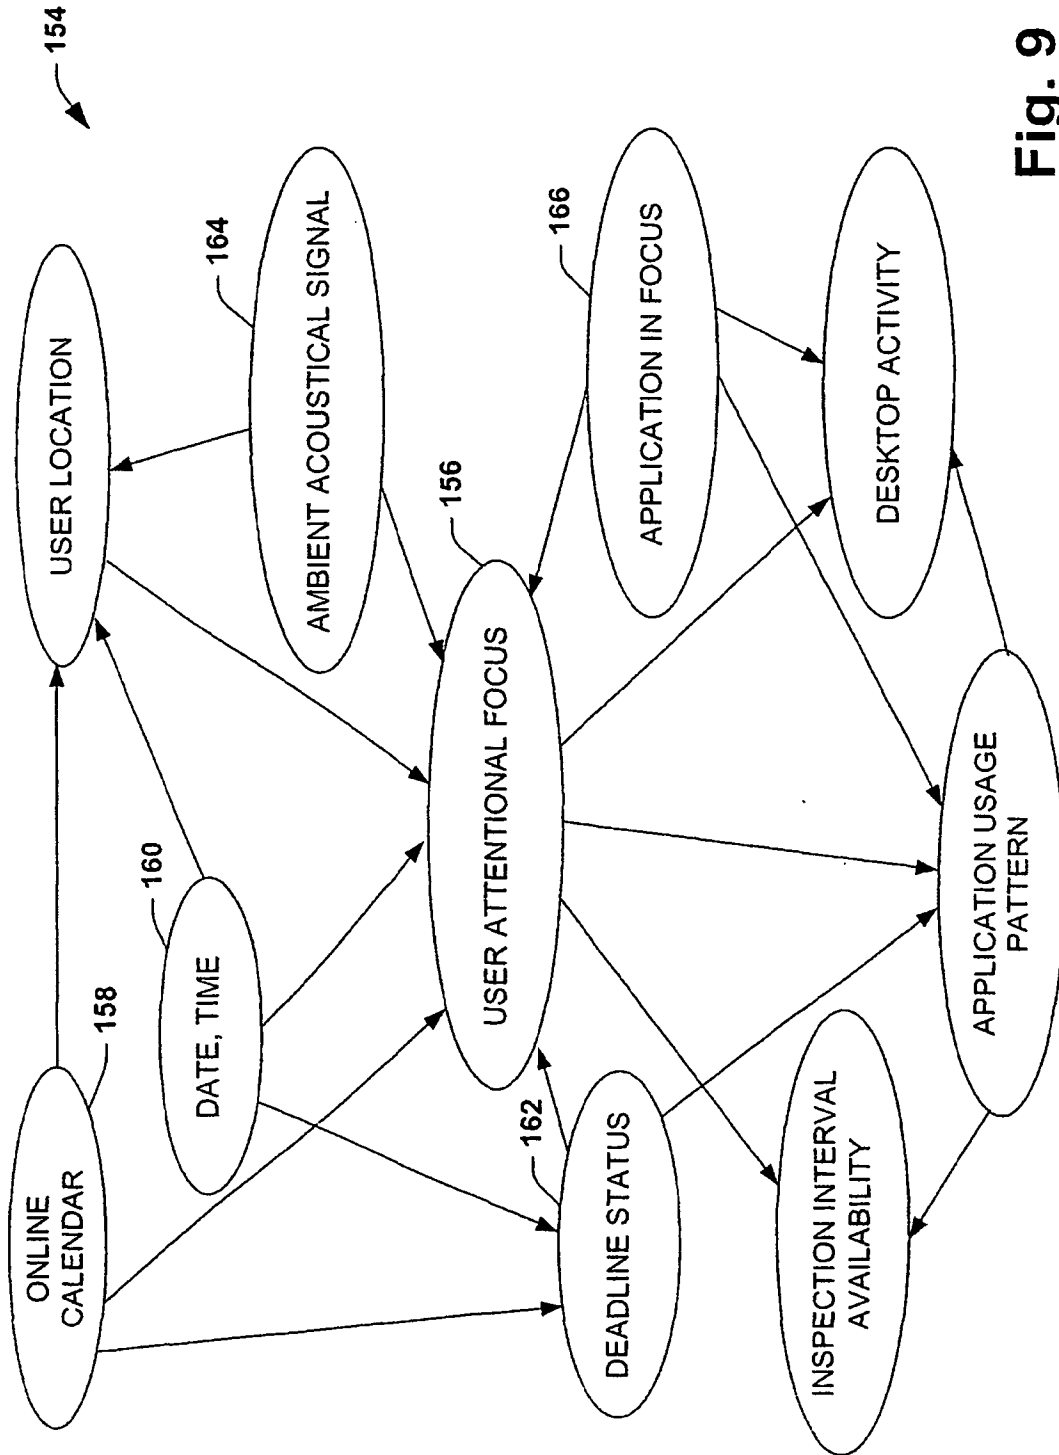 154
ONLINE
CALENDAR
158
USER LOCATION
DATE, TIME
160
AMBIENT ACOUSTICAL SIGNAL
164
USER ATTENTIONAL FOCUS
156
DEADLINE STATUS
162
APPLICATION IN FOCUS
166
INSPECTION INTERVAL
AVAILABILITY
APPLICATION USAGE
PATTERN
DESKTOP ACTIVITY
Fig. 9